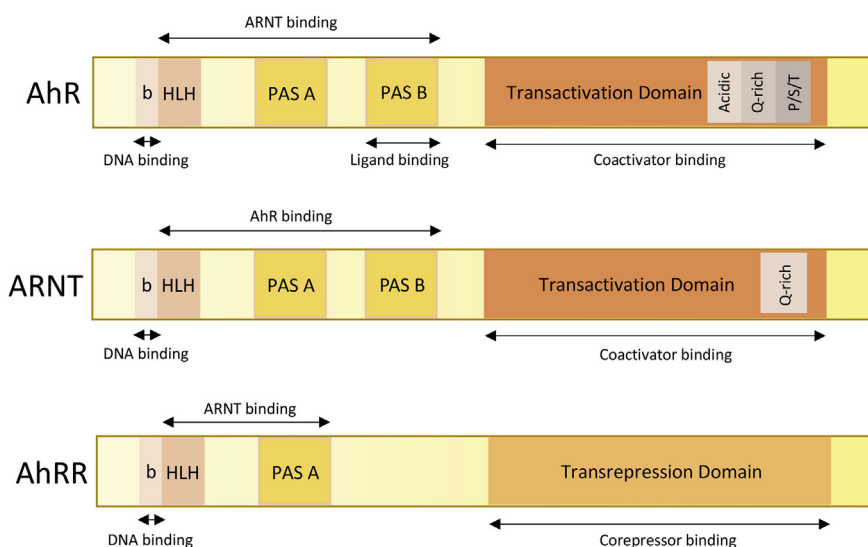 ARNT binding
AhR
b HLH PAS A PAS B Transactivation Domain Acidic Q-rich P/S/T
DNA binding Ligand binding Coactivator binding
AhR binding
ARNT
b HLH PAS A PAS B Transactivation Domain Q-rich
DNA binding Coactivator binding
ARNT binding
AhRR
b HLH PAS A Transrepression Domain
DNA binding Corepressor binding